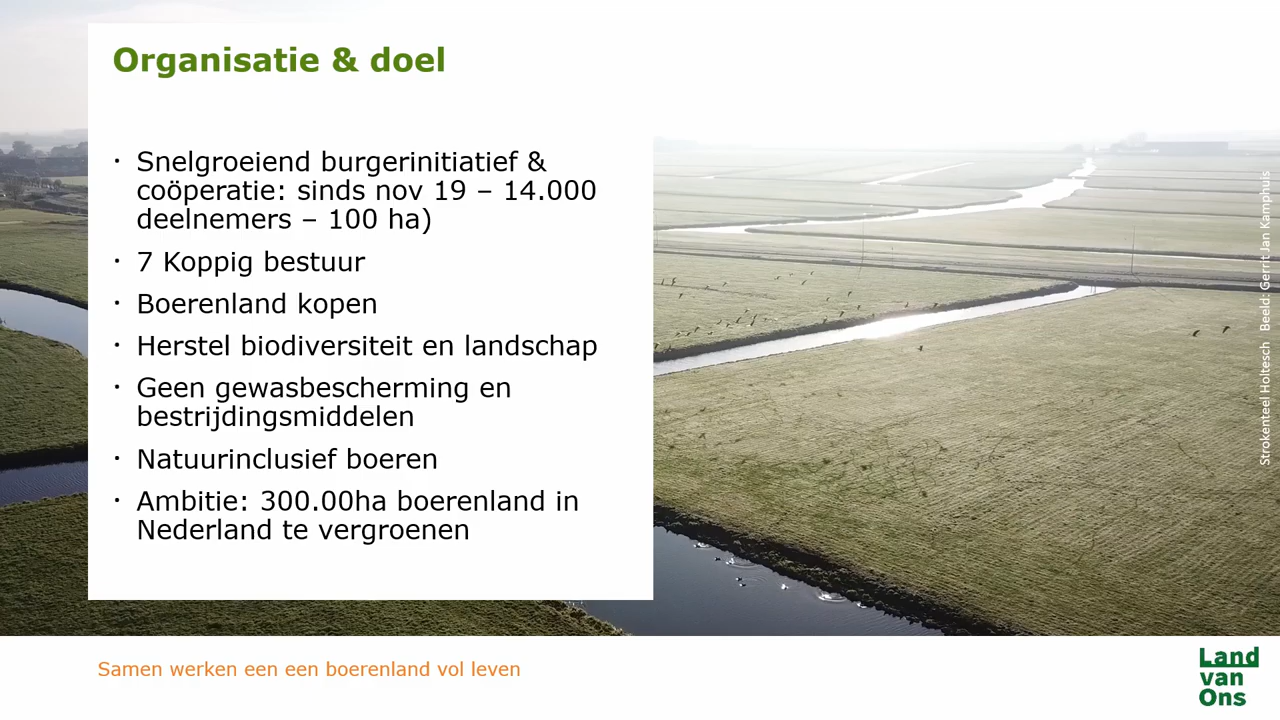 Organisatie & doel
· Snelgroeiend burgerinitiatief &
coöperatie: sinds nov 19 – 14.000
deelnemers – 100 ha)
· 7 Koppig bestuur
· Boerenland kopen
· Herstel biodiversiteit en landschap
· Geen gewasbescherming en
bestrijdingsmiddelen
· Natuurinclusief boeren
· Ambitie: 300.00ha boerenland in
Nederland te vergroenen
Strokenteel Holtesch Beeld: Gerrit Jan Kamphuis
Samen werken een een boerenland vol leven
Land
van
Ons